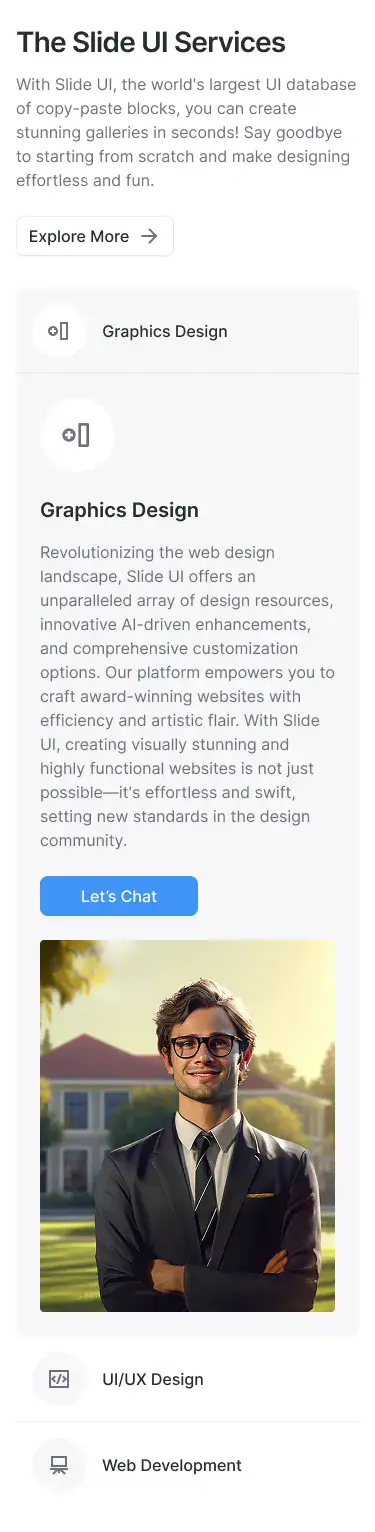 The Slide UI Services
With Slide UI, the world's largest UI database
of copy-paste blocks, you can create
stunning galleries in seconds! Say goodbye
to starting from scratch and make designing
effortless and fun.
Explore More
Graphics Design
Graphics Design
Revolutionizing the web design
landscape, Slide UI offers an
unparalleled array of design resources,
innovative AI-driven enhancements,
and comprehensive customization
options. Our platform empowers you to
craft award-winning websites with
efficiency and artistic flair. With Slide
UI, creating visually stunning and
highly functional websites is not just
possible—it's effortless and swift,
setting new standards in the design
community.
Let’s Chat
UI/UX Design
Web Development